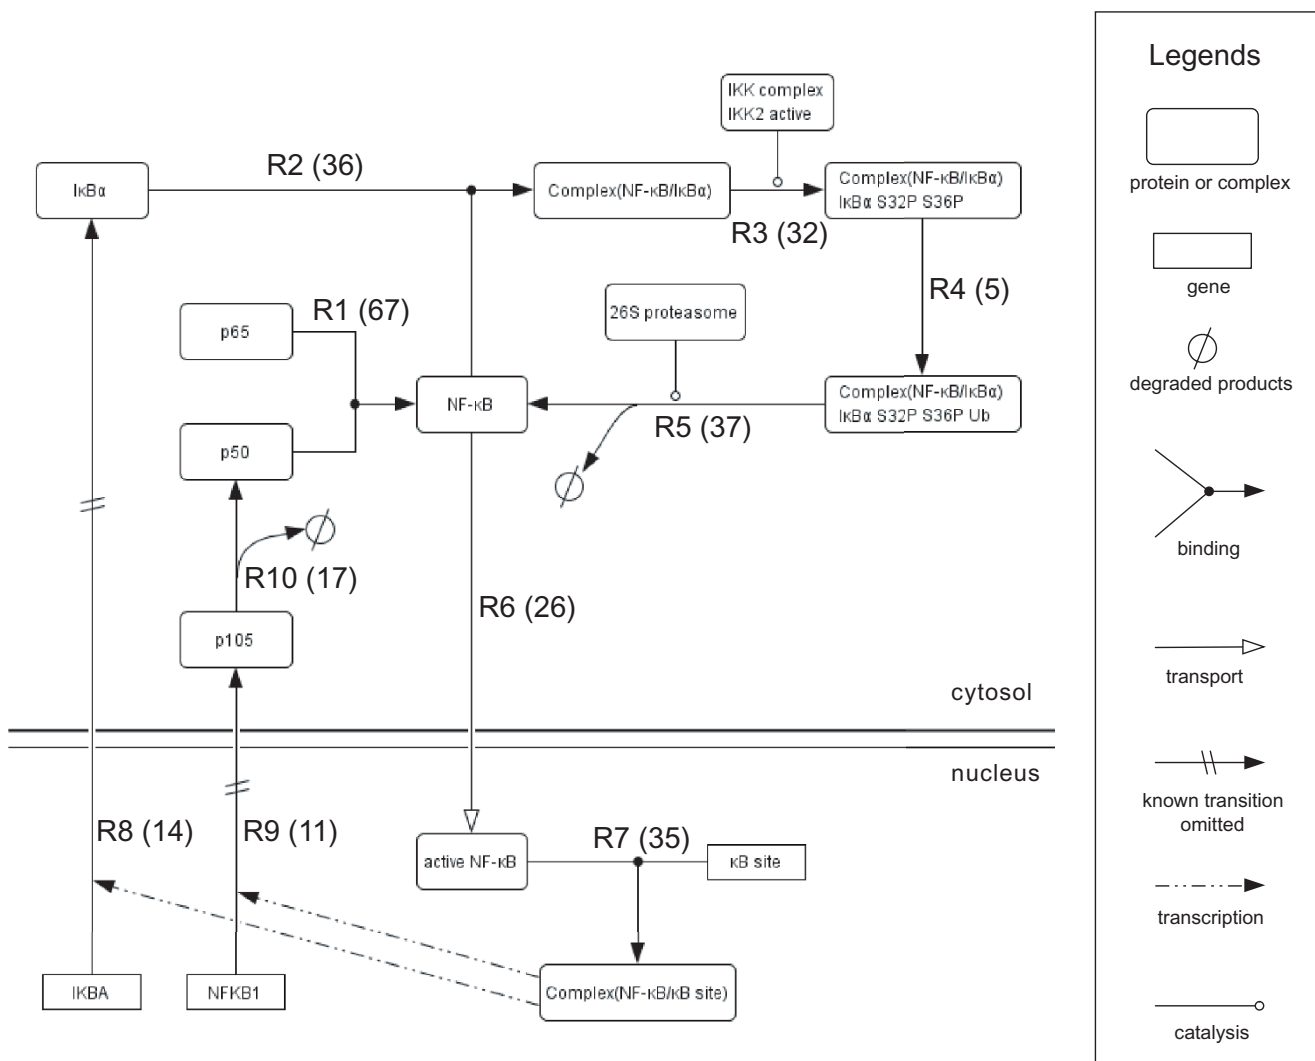 Legends
IKK complex
IKK2 active
R2 (36)
IκBα
Complex(NF-κB/IκBα)
Complex(NF-κB/IκBα)
IκBα S32P S36P
protein or complex
R3 (32)
gene
R4 (5)
R1 (67)
26S proteasome
p65
degraded products
NF-κB
Complex(NF-κB/IκBα)
IκBα S32P S36P Ub
R5 (37)
p50
binding
R10 (17)
R6 (26)
p105
transport
cytosol
nucleus
known transition
omitted
R8 (14)
R9 (11)
R7 (35)
active NF-κB
κB site
transcription
IKBA
NFKB1
Complex(NF-κB/κB site)
catalysis